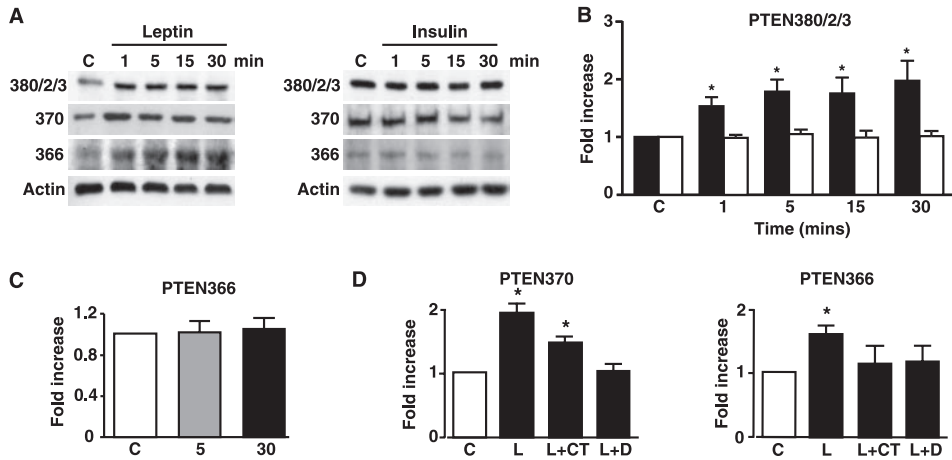 A
Leptin
C 1 5 15 30 min
380/2/3
370
366
Actin
Insulin
C 1 5 15 30 min
380/2/3
370
366
Actin
B
PTEN380/2/3
Fold increase
3
2
1
0
* * * *
C 1 5 15 30
Time (mins)
C
PTEN366
Fold increase
1.2
0.8
0.4
0
C 5 30
D
PTEN370
Fold increase
2
1
0
* *
C L L+CT L+D
PTEN366
Fold increase
2
1
0
*
C L L+CT L+D